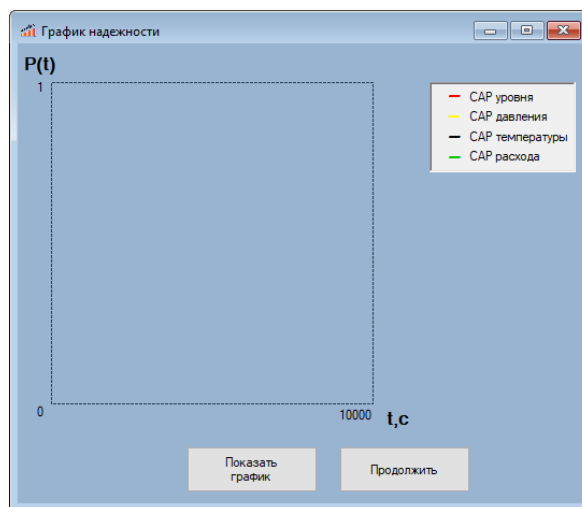 График надежности
P(t)
1
САР уровня
САР давления
САР температуры
САР расхода
0
10000
t,c
Показать
график
Продолжить